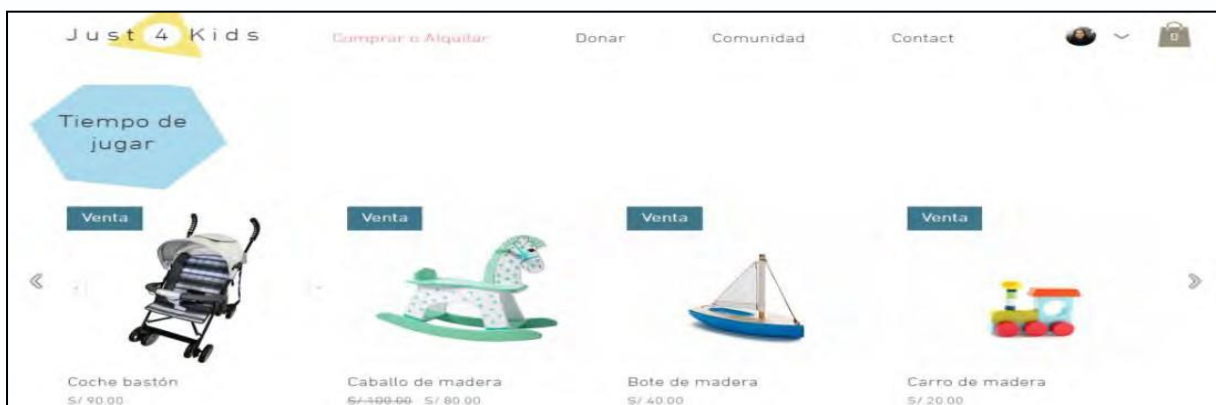 Just 4 Kids
Comprar o Alquilar
Donar
Comunidad
Contact
0
Tiempo de
jugar
Venta
Venta
Venta
Venta
Coche bastón
Caballo de madera
Bote de madera
Carro de madera
S/ 90.00
S/ 100.00 S/ 80.00
S/ 40.00
S/ 20.00